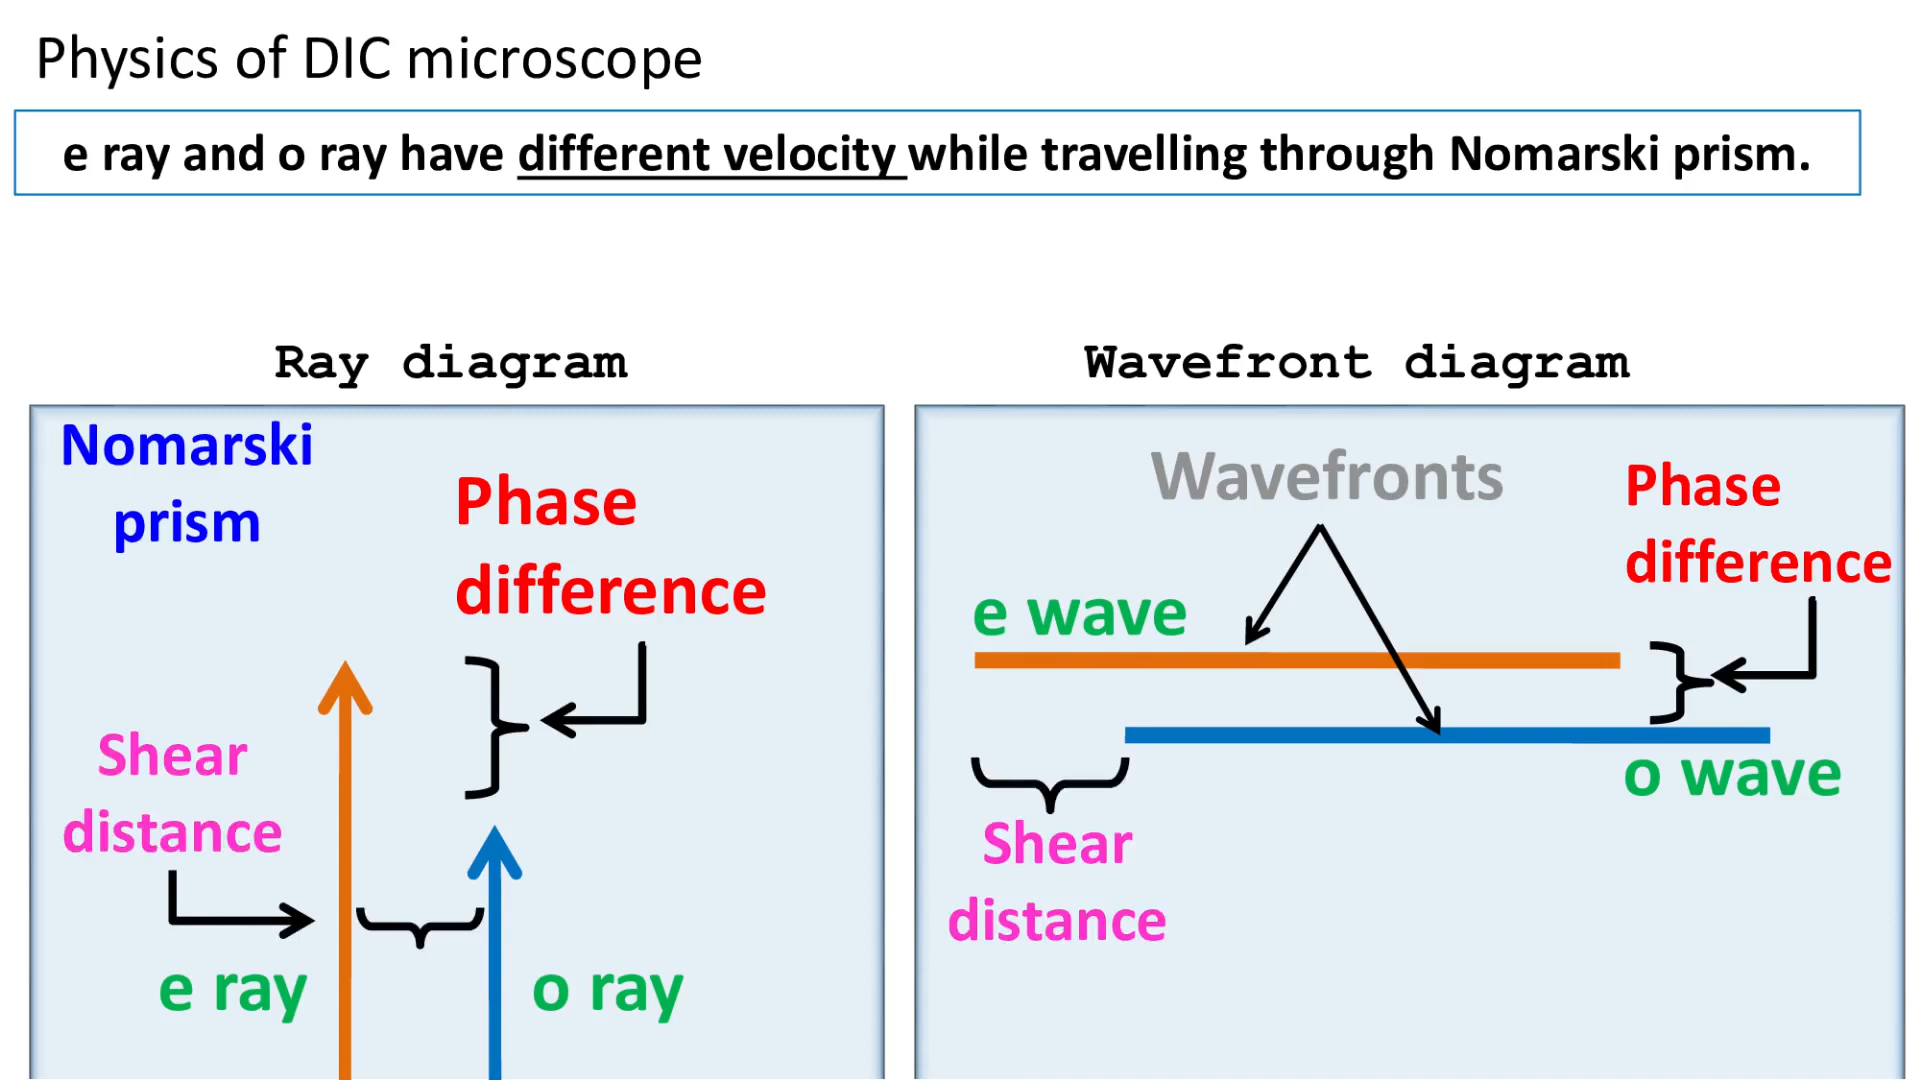 Physics of DIC microscope
e ray and o ray have different velocity while travelling through Nomarski prism.
Ray diagram
Nomarski
prism
Phase
difference
Shear
distance
e ray
o ray
Wavefront diagram
Wavefronts
Phase
difference
e wave
o wave
Shear
distance